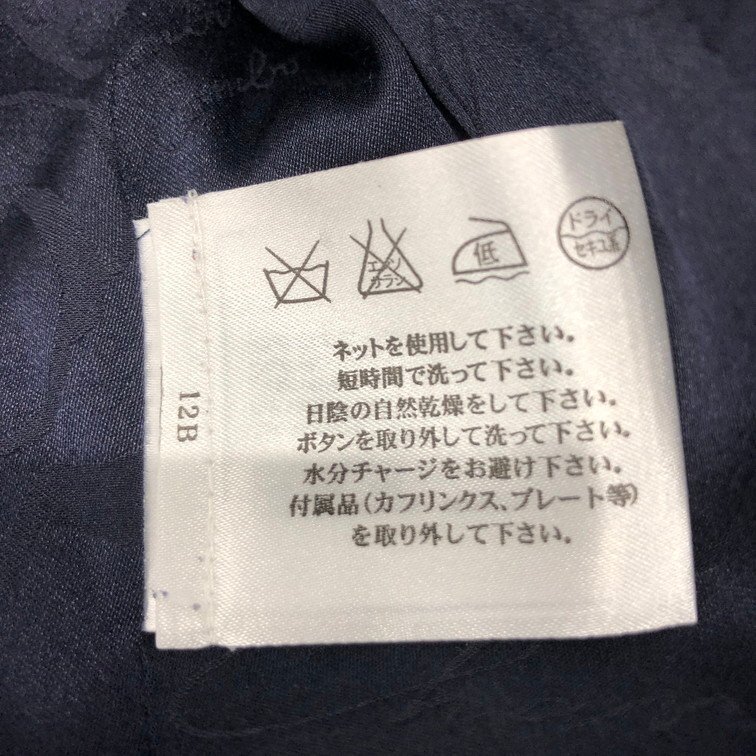 エンソ
サラシ
低
ドライ
セキユ系
ネットを使用して下さい。
短時間で洗って下さい。
日陰の自然乾燥をして下さい。
ボタンを取り外して洗って下さい。
水分チャージをお避け下さい。
付属品(カフリンクス、プレート等)
を取り外して下さい。
12B